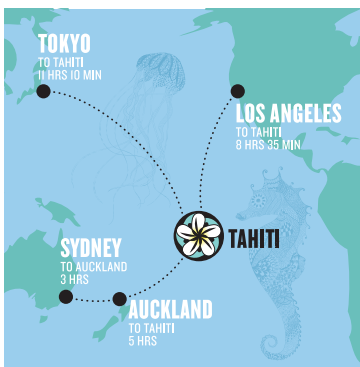 TOKYO
TO TAHITI
11 HRS 10 MIN
LOS ANGELES
TO TAHITI
8 HRS 35 MIN
TAHITI
SYDNEY
TO AUCKLAND
3 HRS
AUCKLAND
TO TAHITI
5 HRS